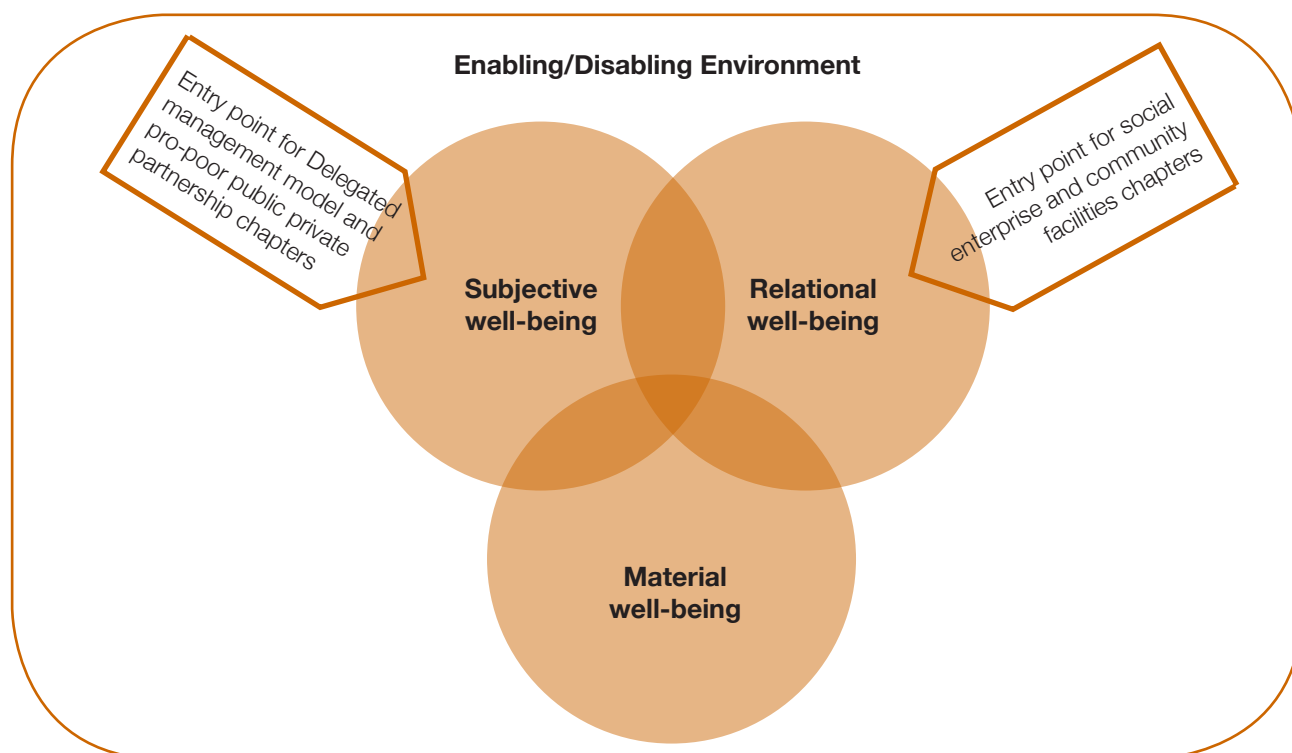 Enabling/Disabling Environment
Entry point for Delegated
management model and
pro-poor public private
partnership chapters
Entry point for social
enterprise and community
facilities chapters
Subjective
well-being
Relational
well-being
Material
well-being